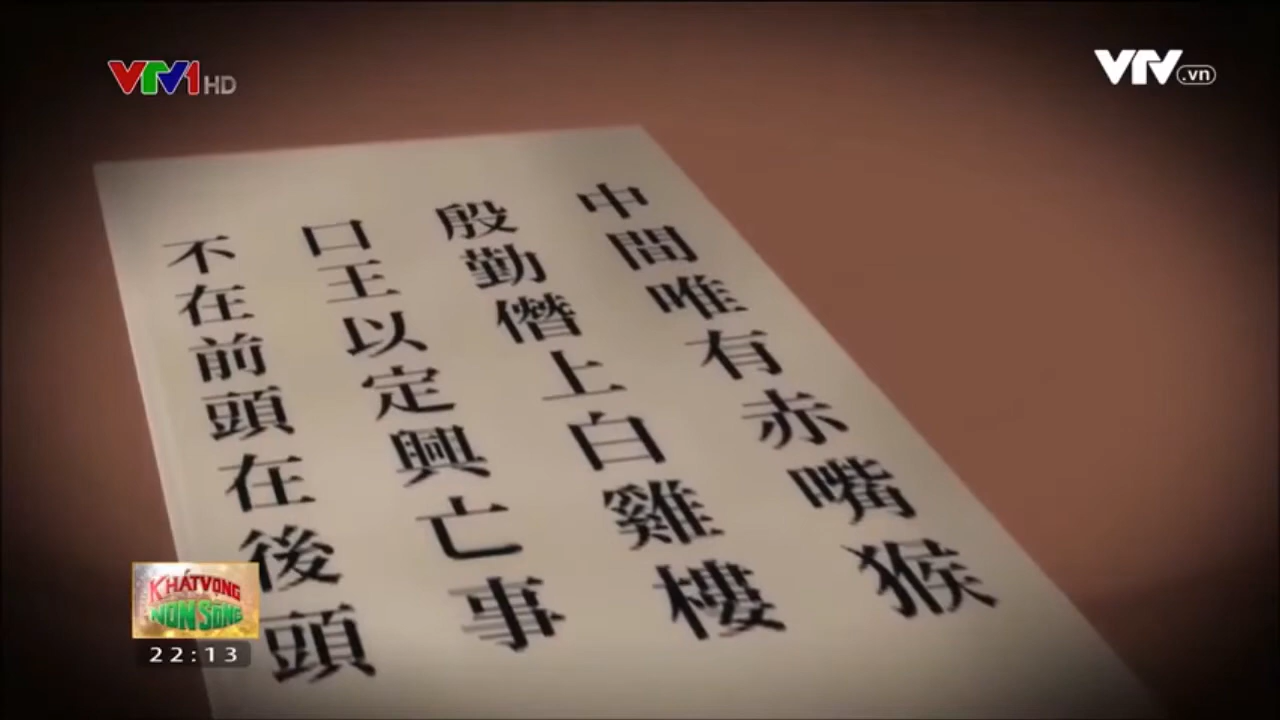 VTV1 HD
VTV.vn
中間唯有赤嘴猴
殷勤僭上白雞樓
口王以定興亡事
不在前頭在後頭
KHÁT VỌNG
NON SÔNG
22:13